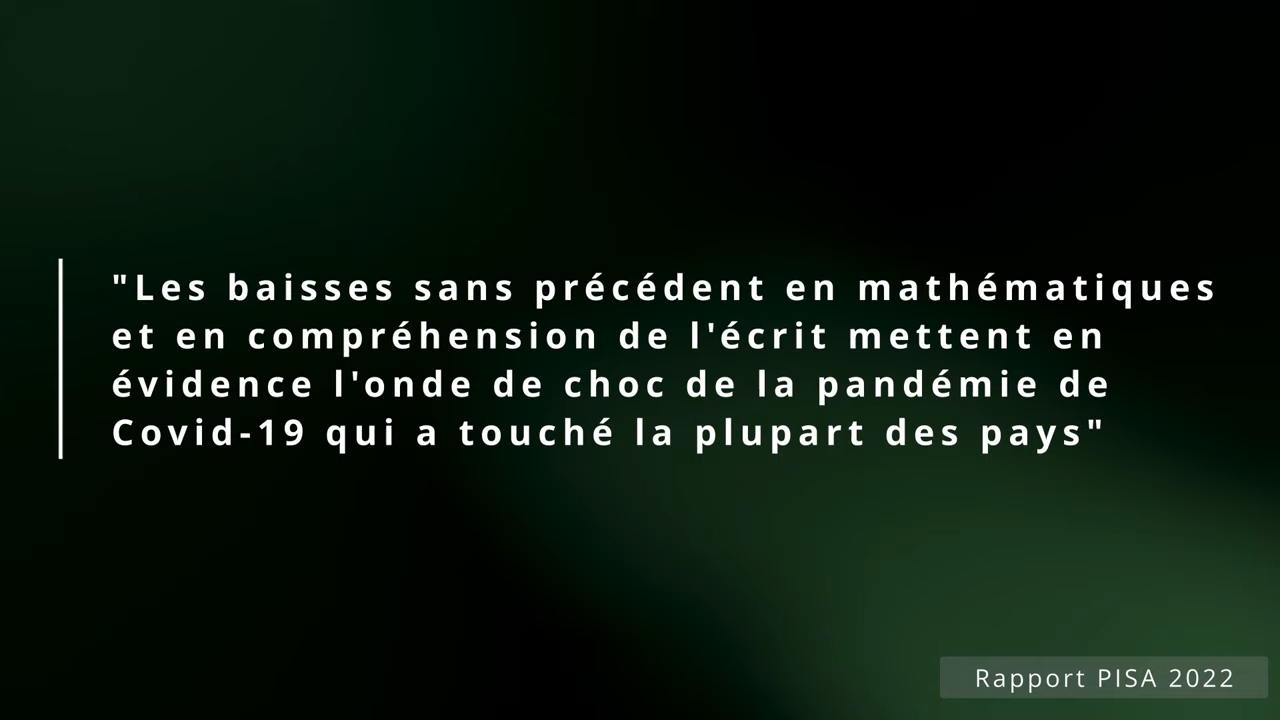 "Les baisses sans précédent en mathématiques
et en compréhension de l'écrit mettent en
évidence l'onde de choc de la pandémie de
Covid-19 qui a touché la plupart des pays"
Rapport PISA 2022